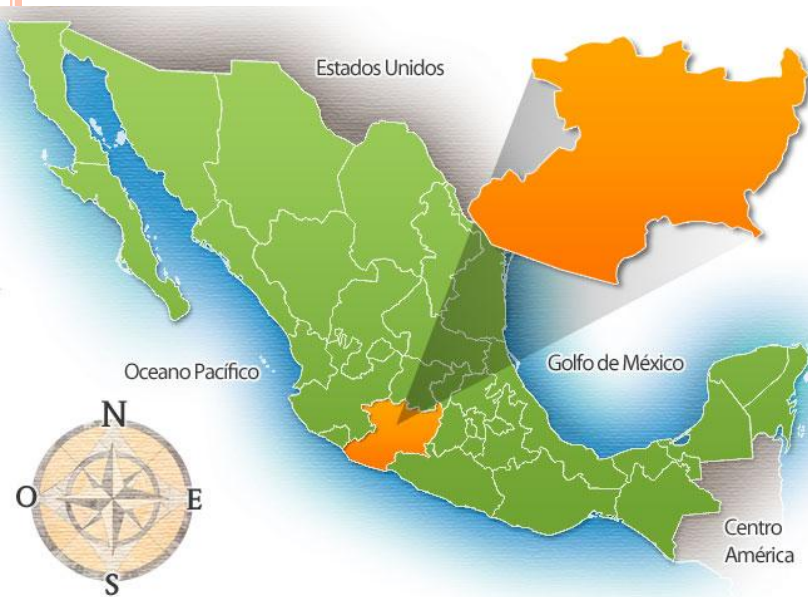 Estados Unidos
Oceano Pacífico
Golfo de México
N
O
E
S
Centro
América